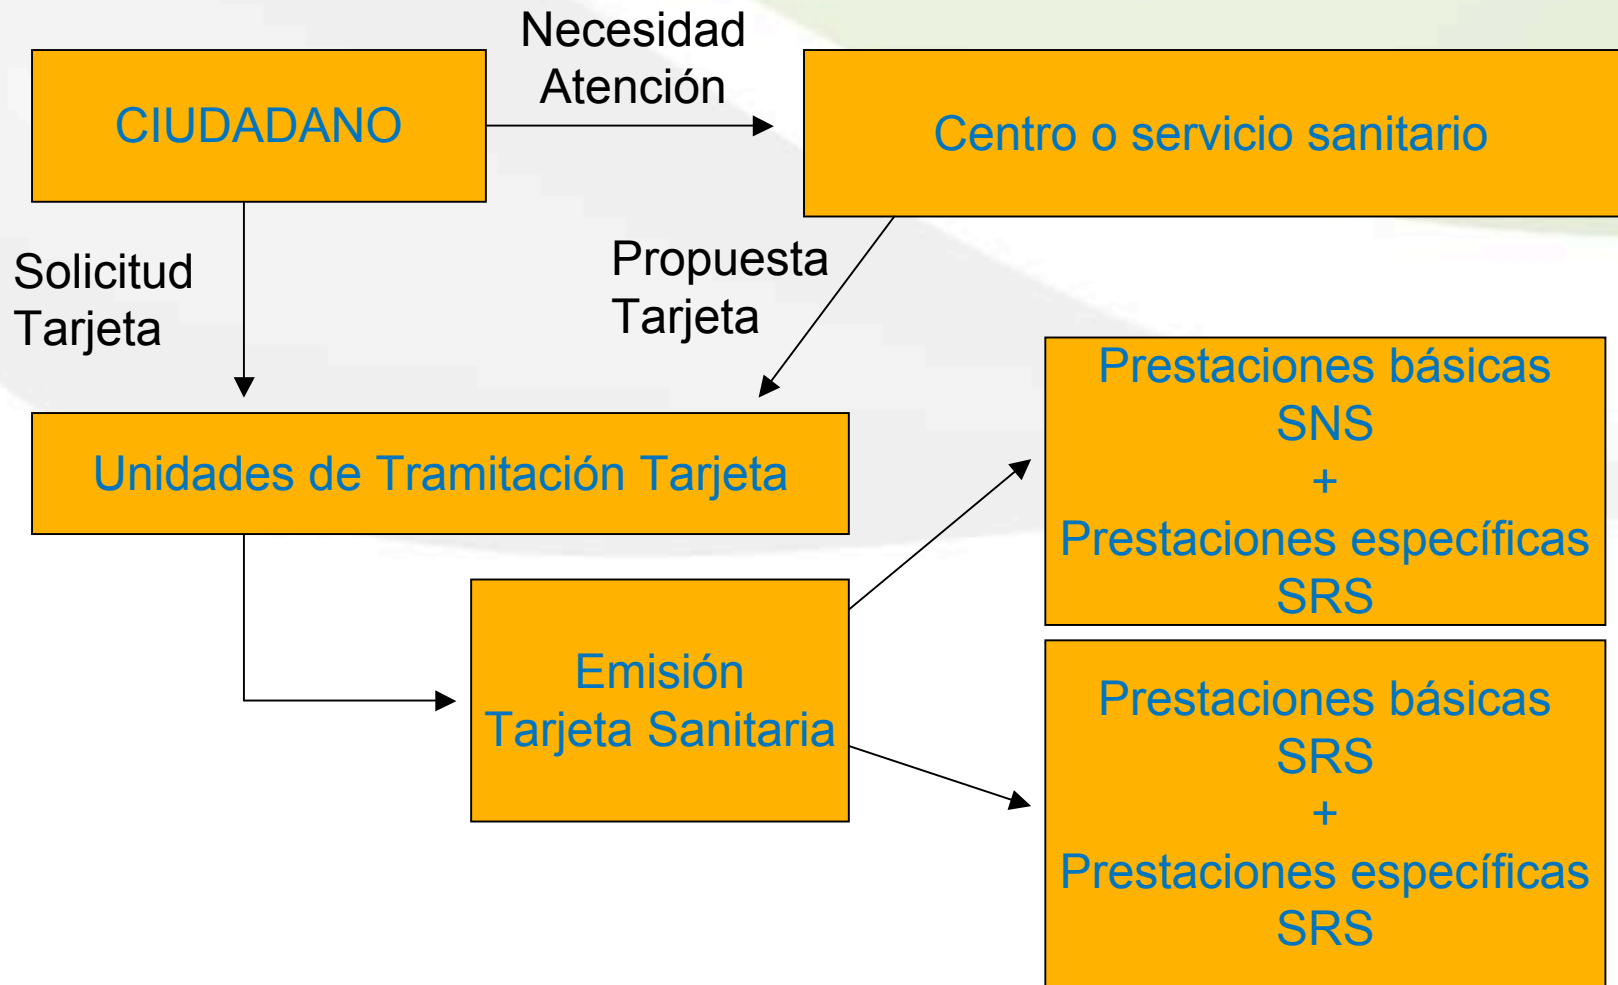 Necesidad
Atención
CIUDADANO
Centro o servicio sanitario
Solicitud
Tarjeta
Propuesta
Tarjeta
Unidades de Tramitación Tarjeta
Prestaciones básicas
SNS
+
Prestaciones específicas
SRS
Emisión
Tarjeta Sanitaria
Prestaciones básicas
SRS
+
Prestaciones específicas
SRS